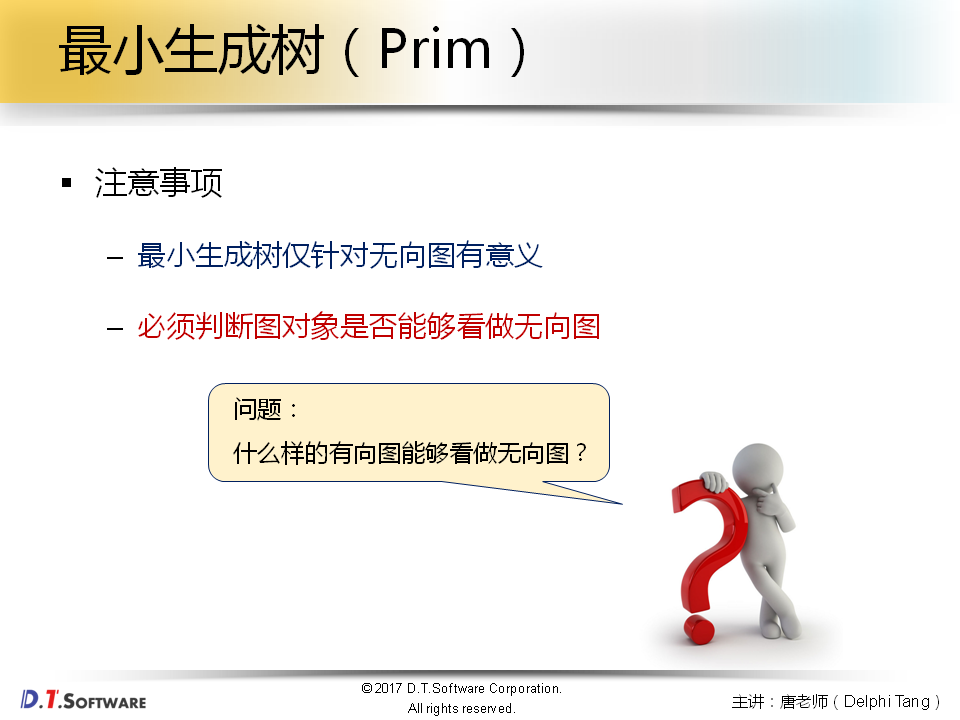 最小生成树（Prim）
▪ 注意事项
– 最小生成树仅针对无向图有意义
– 必须判断图对象是否能够看做无向图
问题：
什么样的有向图能够看做无向图？
D.T.SOFTWARE
©2017 D.T.Software Corporation.
All rights reserved.
主讲：唐老师（Delphi Tang）